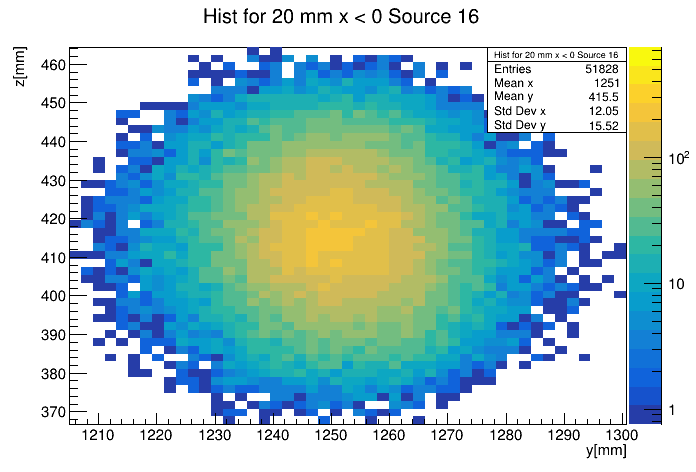 Hist for 20 mm x < 0 Source 16
z[mm]
460
450
440
430
420
410
400
390
380
370
Hist for 20 mm x < 0 Source 16
Entries 51828
Mean x 1251
Mean y 415.5
Std Dev x 12.05
Std Dev y 15.52
10²
10
1
1210 1220 1230 1240 1250 1260 1270 1280 1290 1300
y[mm]